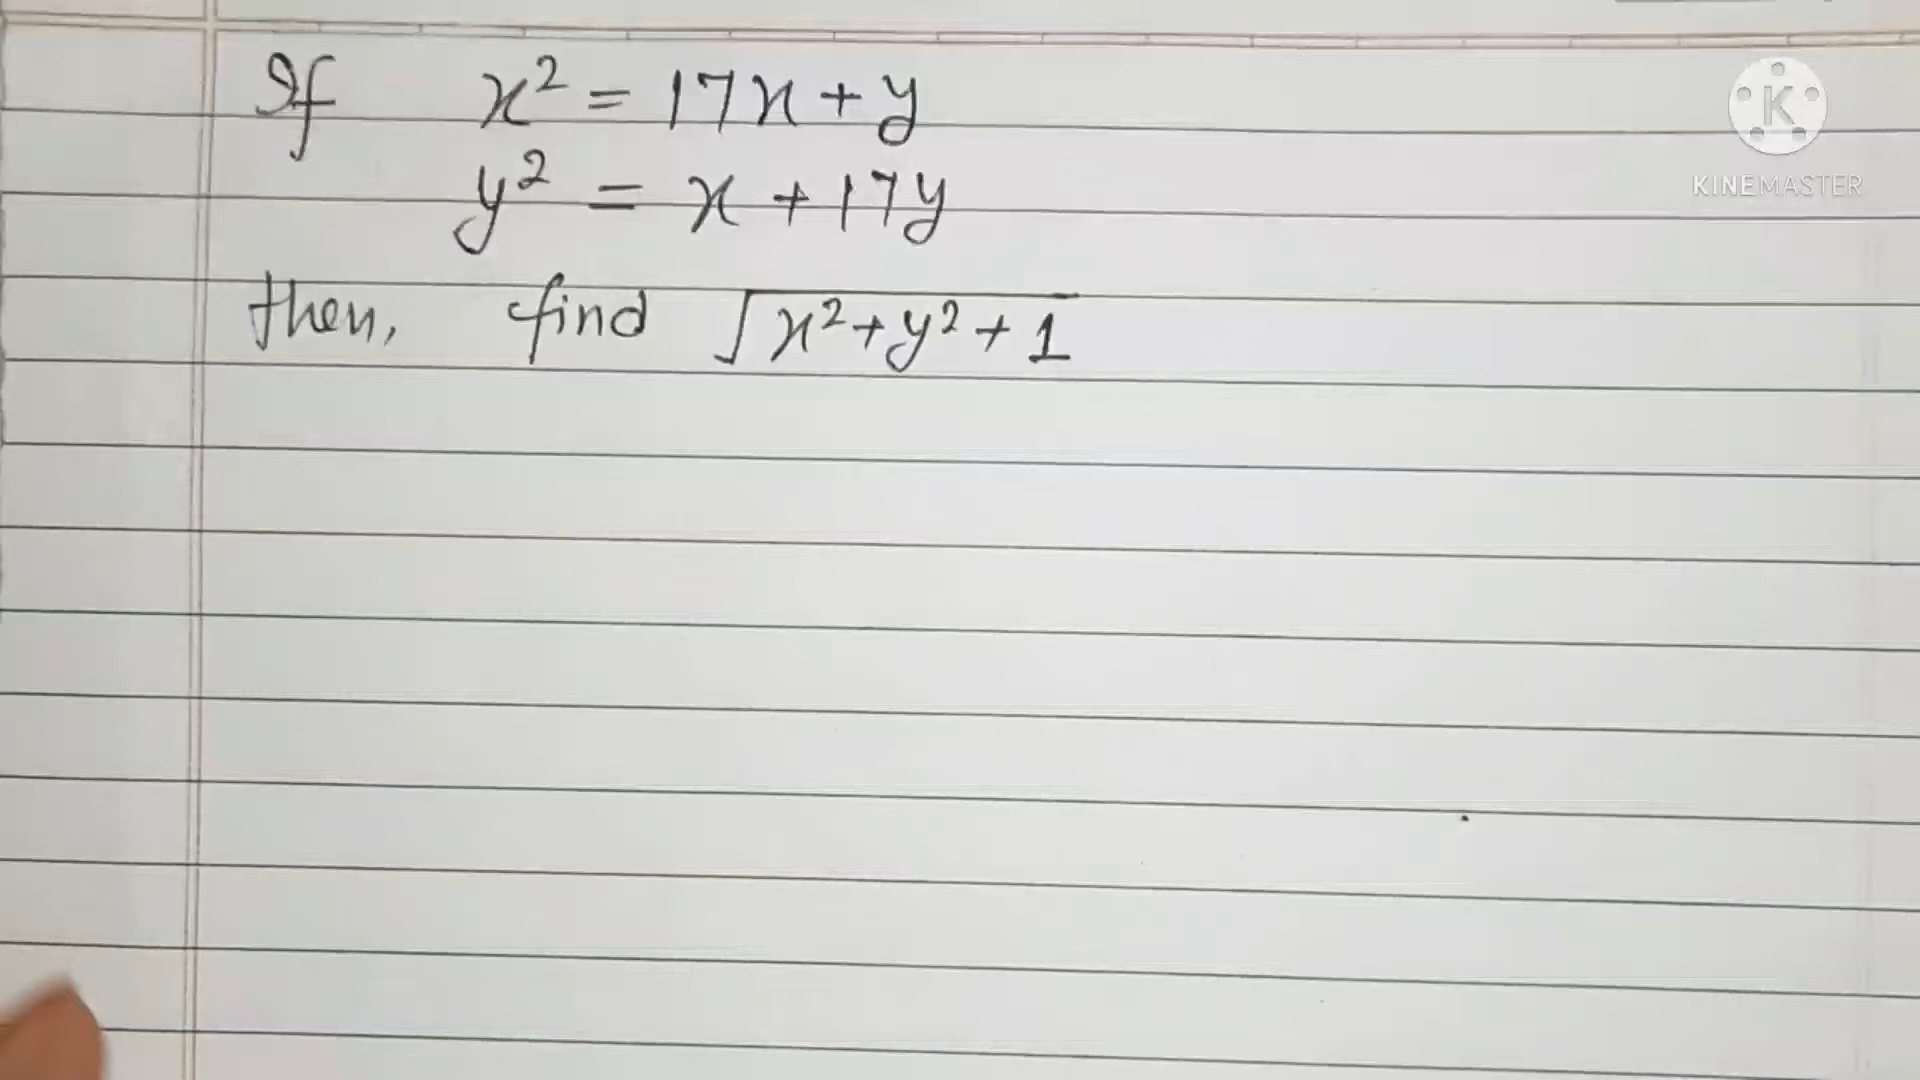 If x² = 17x + y
y² = x + 17y
then, find √x²+y²+1
KINEMASTER